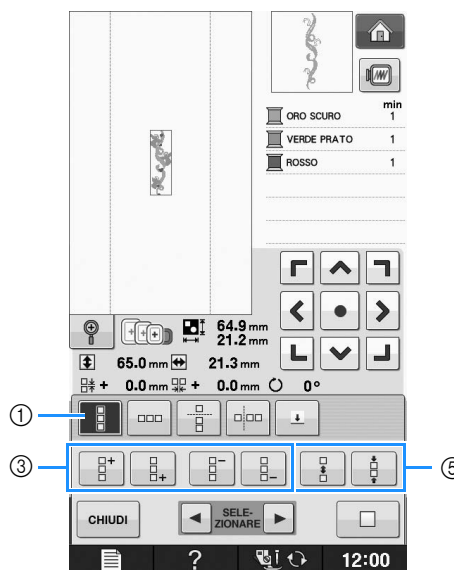 min
ORO SCURO 1
VERDE PRATO 1
ROSSO 1
64.9 mm
21.2 mm
65.0 mm 21.3 mm
+ 0.0 mm + 0.0 mm 0°
①
③
⑤
CHIUDI
SELE-
ZIONARE
? 12:00